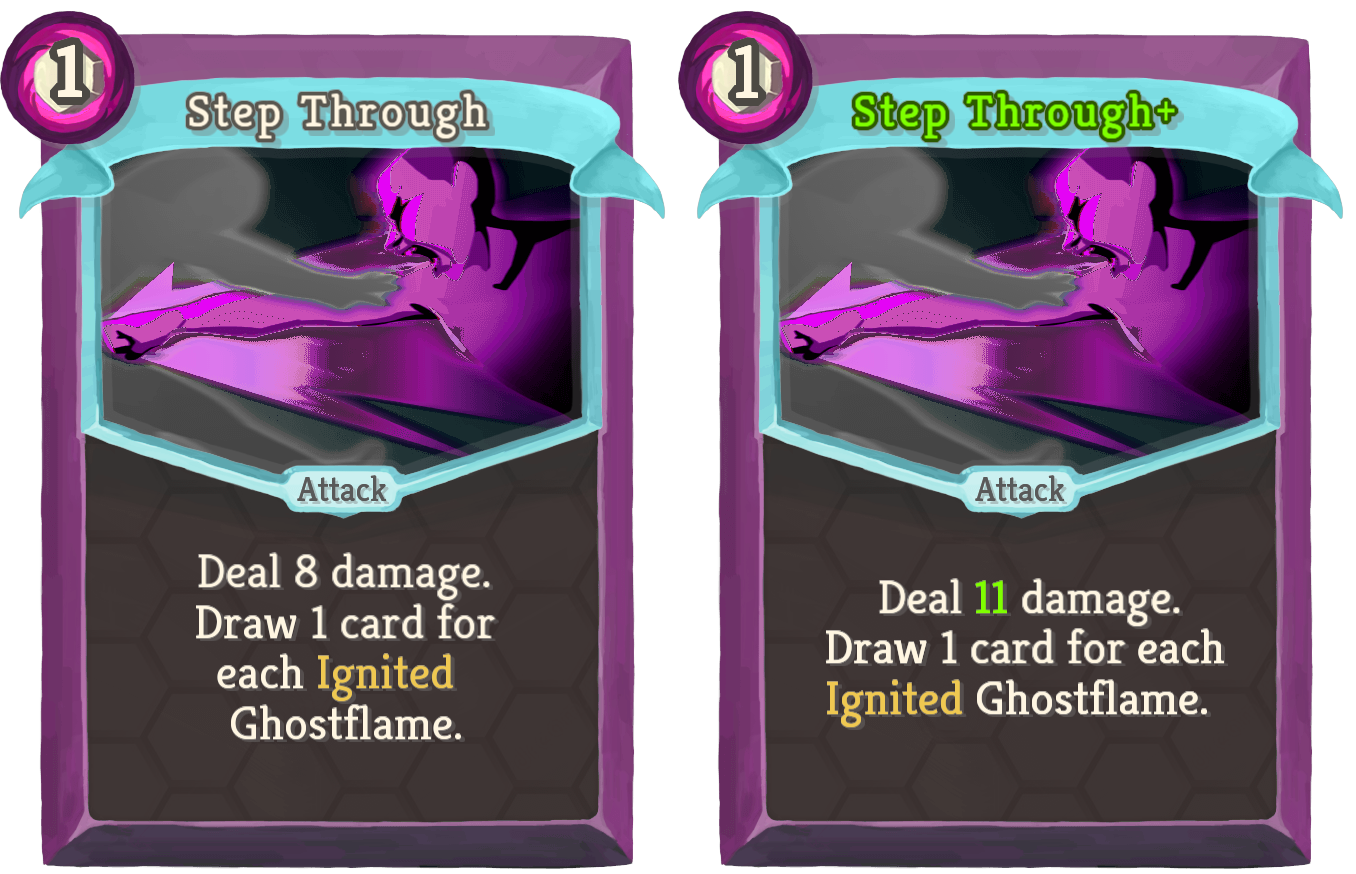 1
Step Through
Attack
Deal 8 damage.
Draw 1 card for
each Ignited
Ghostflame.
1
Step Through+
Attack
Deal 11 damage.
Draw 1 card for each
Ignited Ghostflame.